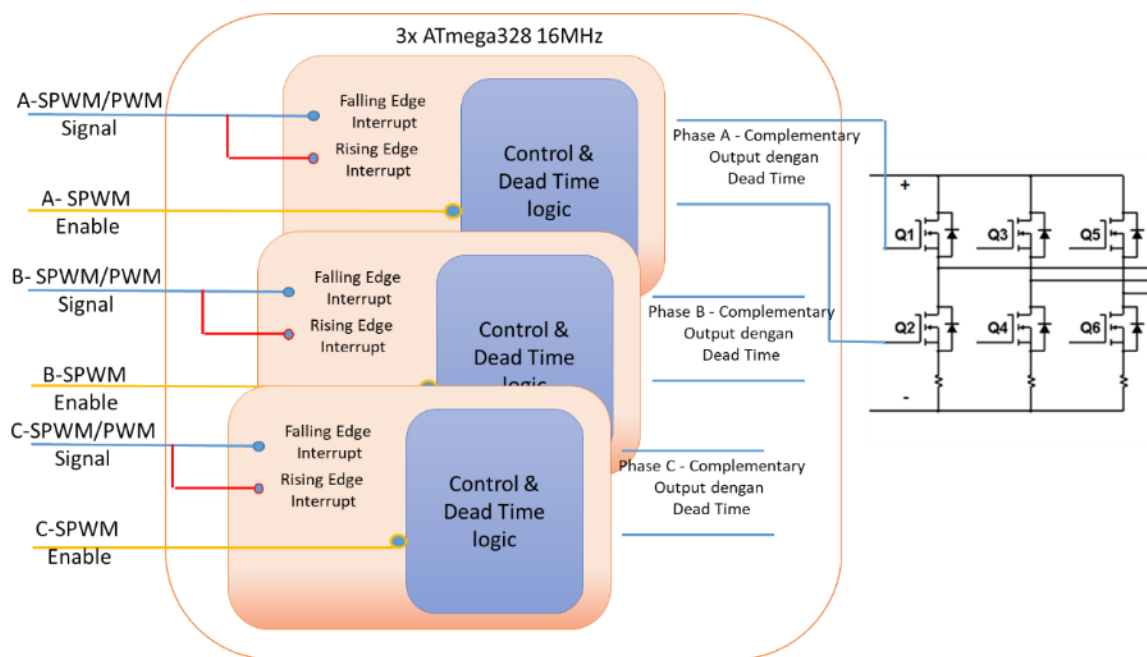 3x ATmega328 16MHz
A-SPWM/PWM
Signal
Falling Edge
Interrupt
Rising Edge
Interrupt
A- SPWM
Enable
Control &
Dead Time
logic
Phase A - Complementary
Output dengan
Dead Time
B- SPWM/PWM
Signal
Falling Edge
Interrupt
Rising Edge
Interrupt
B-SPWM
Enable
Control &
Dead Time
logic
Phase B - Complementary
Output dengan
Dead Time
C-SPWM/PWM
Signal
Falling Edge
Interrupt
Rising Edge
Interrupt
C-SPWM
Enable
Control &
Dead Time
logic
Phase C - Complementary
Output dengan
Dead Time
+
Q1 Q3 Q5
Q2 Q4 Q6
-